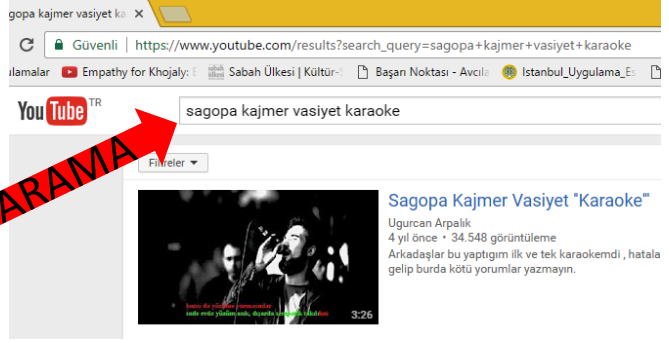 gopa kajmer vasiyet ka
Güvenli | https://www.youtube.com/results?search_query=sagopa+kajmer+vasiyet+karaoke
ulamalar Empathy for Khojaly: E Sabah Ülkesi | Kültür- Başarı Noktası - Avcıla Istanbul_Uygulama_Es
You Tube TR
sagopa kajmer vasiyet karaoke
ARAMA
Filtreler
Sagopa Kajmer Vasiyet "Karaoke"
Ugurcan Arpalık
4 yıl önce • 34.548 görüntüleme
Arkadaşlar bu yaptıgım ilk ve tek karaokemdi , hatala
gelip burda kötü yorumlar yazmayın.
3:26